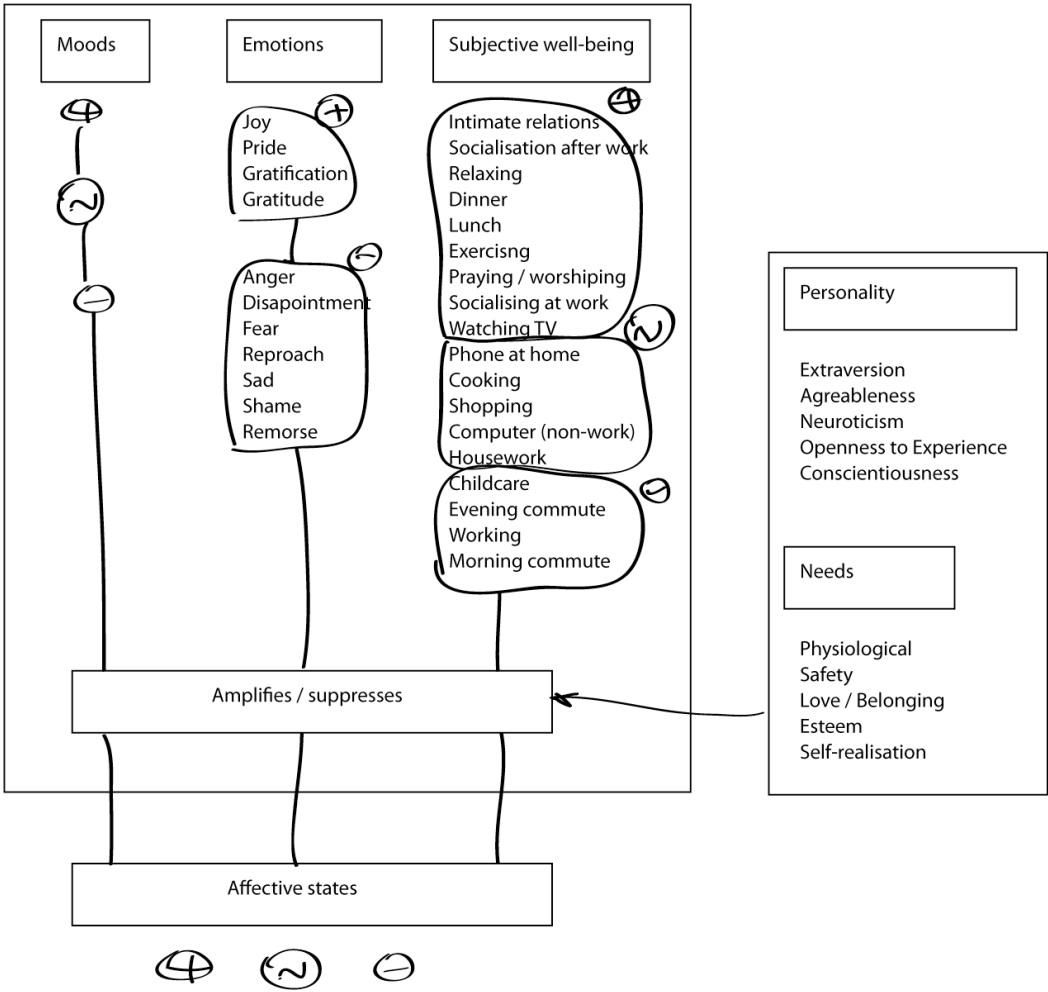 Moods
Emotions
Joy
Pride
Gratification
Gratitude
Anger
Disapointment
Fear
Reproach
Sad
Shame
Remorse
Subjective well-being
Intimate relations
Socialisation after work
Relaxing
Dinner
Lunch
Exercisng
Praying / worshiping
Socialising at work
Watching TV
Phone at home
Cooking
Shopping
Computer (non-work)
Housework
Childcare
Evening commute
Working
Morning commute
Personality
Extraversion
Agreableness
Neuroticism
Openness to Experience
Conscientiousness
Needs
Physiological
Safety
Love / Belonging
Esteem
Self-realisation
Amplifies / suppresses
Affective states